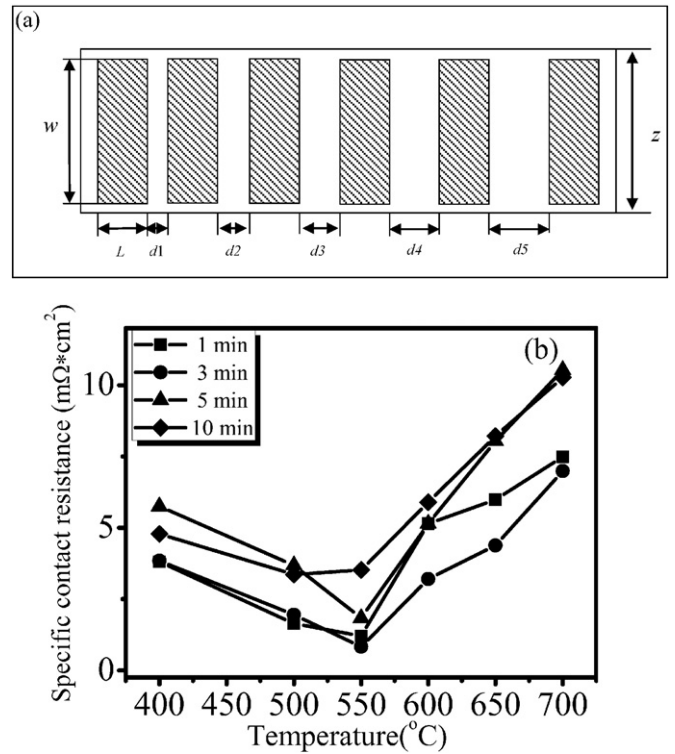 (a)
w
z
L d1 d2 d3 d4 d5
(b)
1 min
3 min
5 min
10 min
Specific contact resistance (mΩ*cm²)
10
5
0
400 450 500 550 600 650 700
Temperature(°C)